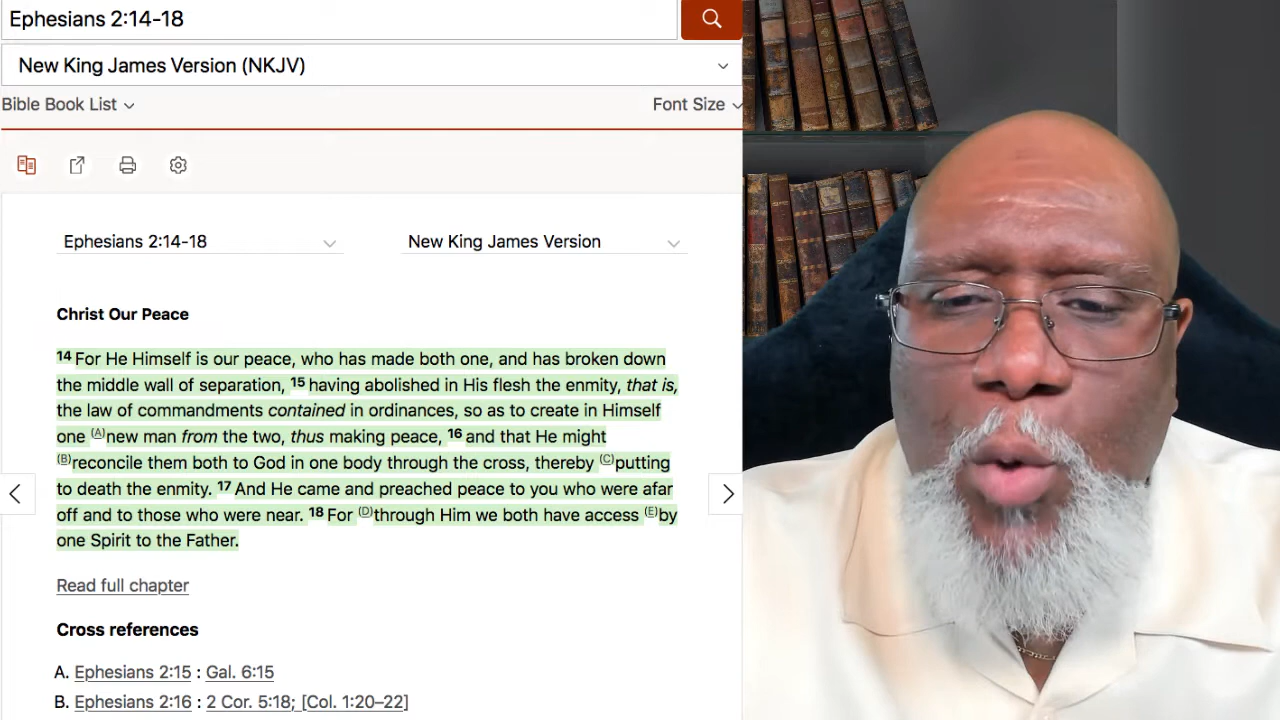 Ephesians 2:14-18
New King James Version (NKJV)
Bible Book List
Font Size
Ephesians 2:14-18
New King James Version
Christ Our Peace
14 For He Himself is our peace, who has made both one, and has broken down
the middle wall of separation, 15 having abolished in His flesh the enmity, that is,
the law of commandments contained in ordinances, so as to create in Himself
one (A)new man from the two, thus making peace, 16 and that He might
(B)reconcile them both to God in one body through the cross, thereby (C)putting
to death the enmity. 17 And He came and preached peace to you who were afar
off and to those who were near. 18 For (D)through Him we both have access (E)by
one Spirit to the Father.
Read full chapter
Cross references
A. Ephesians 2:15 : Gal. 6:15
B. Ephesians 2:16 : 2 Cor. 5:18; [Col. 1:20–22]